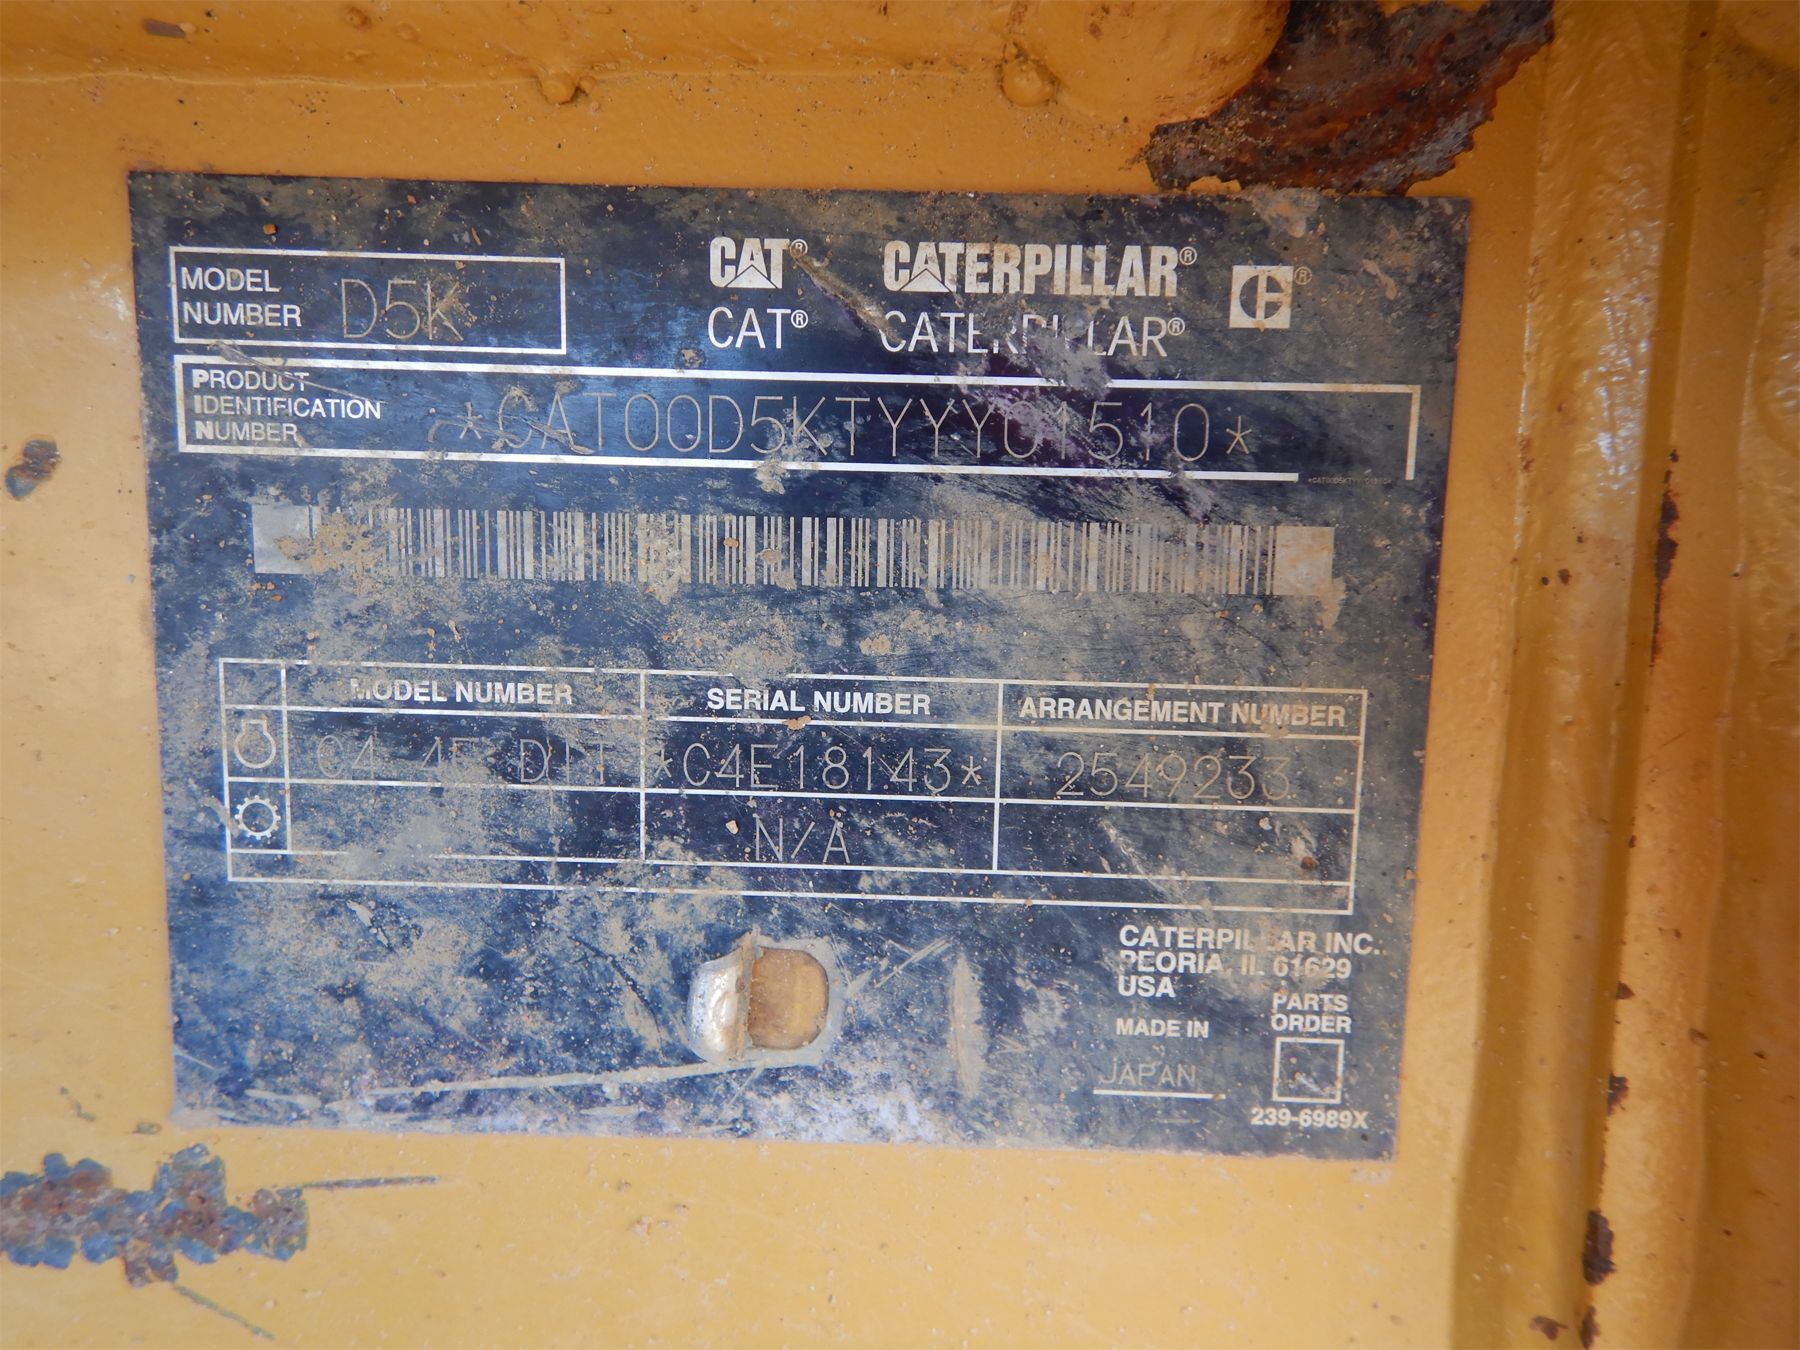 MODEL NUMBER D5K
CAT® CATERPILLAR® ®
CAT® CATERPILLAR®
PRODUCT IDENTIFICATION NUMBER *CAT00D5KTYYY01510*
MODEL NUMBER SERIAL NUMBER ARRANGEMENT NUMBER
*C4E18143* 2549233
N/A
CATERPILLAR INC.
PEORIA, IL 61629
USA
PARTS ORDER
MADE IN
JAPAN
239-6989X